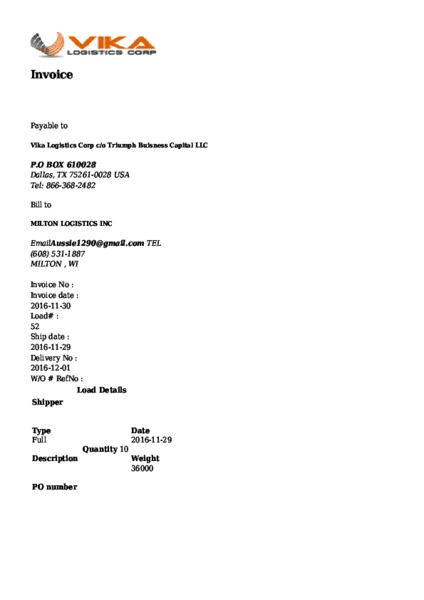 VIKA
LOGISTICS CORP
Invoice
Payable to
Vika Logistics Corp c/o Triumph Buisness Capital LLC
P.O BOX 610028
Dallas, TX 75261-0028 USA
Tel: 866-368-2482
Bill to
MILTON LOGISTICS INC
EmailAussie1290@gmail.com TEL
(608) 531-1887
MILTON , WI
Invoice No :
Invoice date :
2016-11-30
Load# :
52
Ship date :
2016-11-29
Delivery No :
2016-12-01
W/O # RefNo :
Load Details
Shipper
Type Date
Full 2016-11-29
Quantity 10
Description Weight
36000
PO number